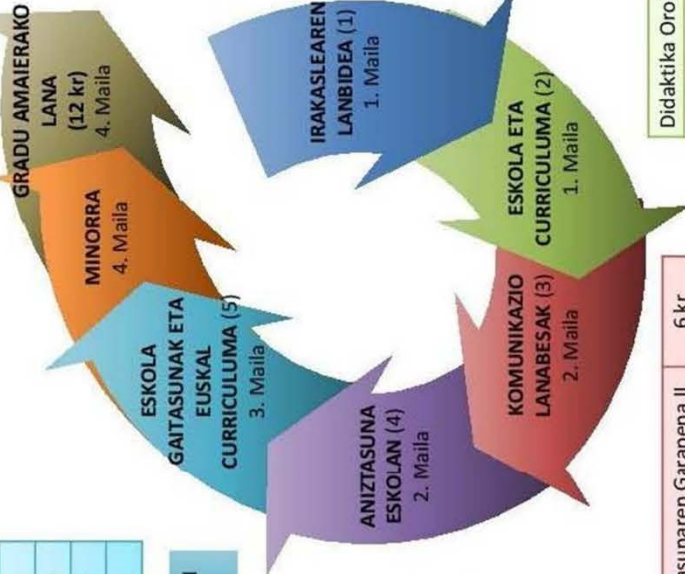 IRAKASLEAREN
LANBIDEA (1)
1. Maila
ESKOLA ETA
CURRICULUMA (2)
1. Maila
KOMUNIKAZIO
LANABESAK (3)
2. Maila
ANIZTASUNA
ESKOLAN (4)
2. Maila
ESKOLA
GAITASUNAK ETA
EUSKAL
CURRICULUMA (5)
3. Maila
MINORRA
4. Maila
GRADU AMAIERAKO
LANA
(12 kr)
4. Maila
Didaktika Oro
6 kr
Garapena II